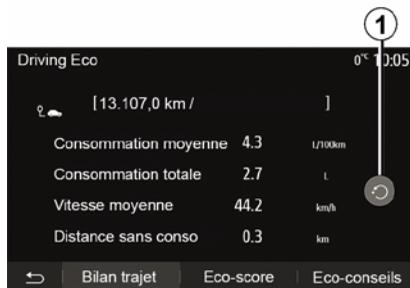 1
Driving Eco 0°C 10:05
[13.107,0 km / ]
Consommation moyenne 4.3 L/100km
Consommation totale 2.7 L
Vitesse moyenne 44.2 km/h
Distance sans conso 0.3 km
Bilan trajet Eco-score Eco-conseils